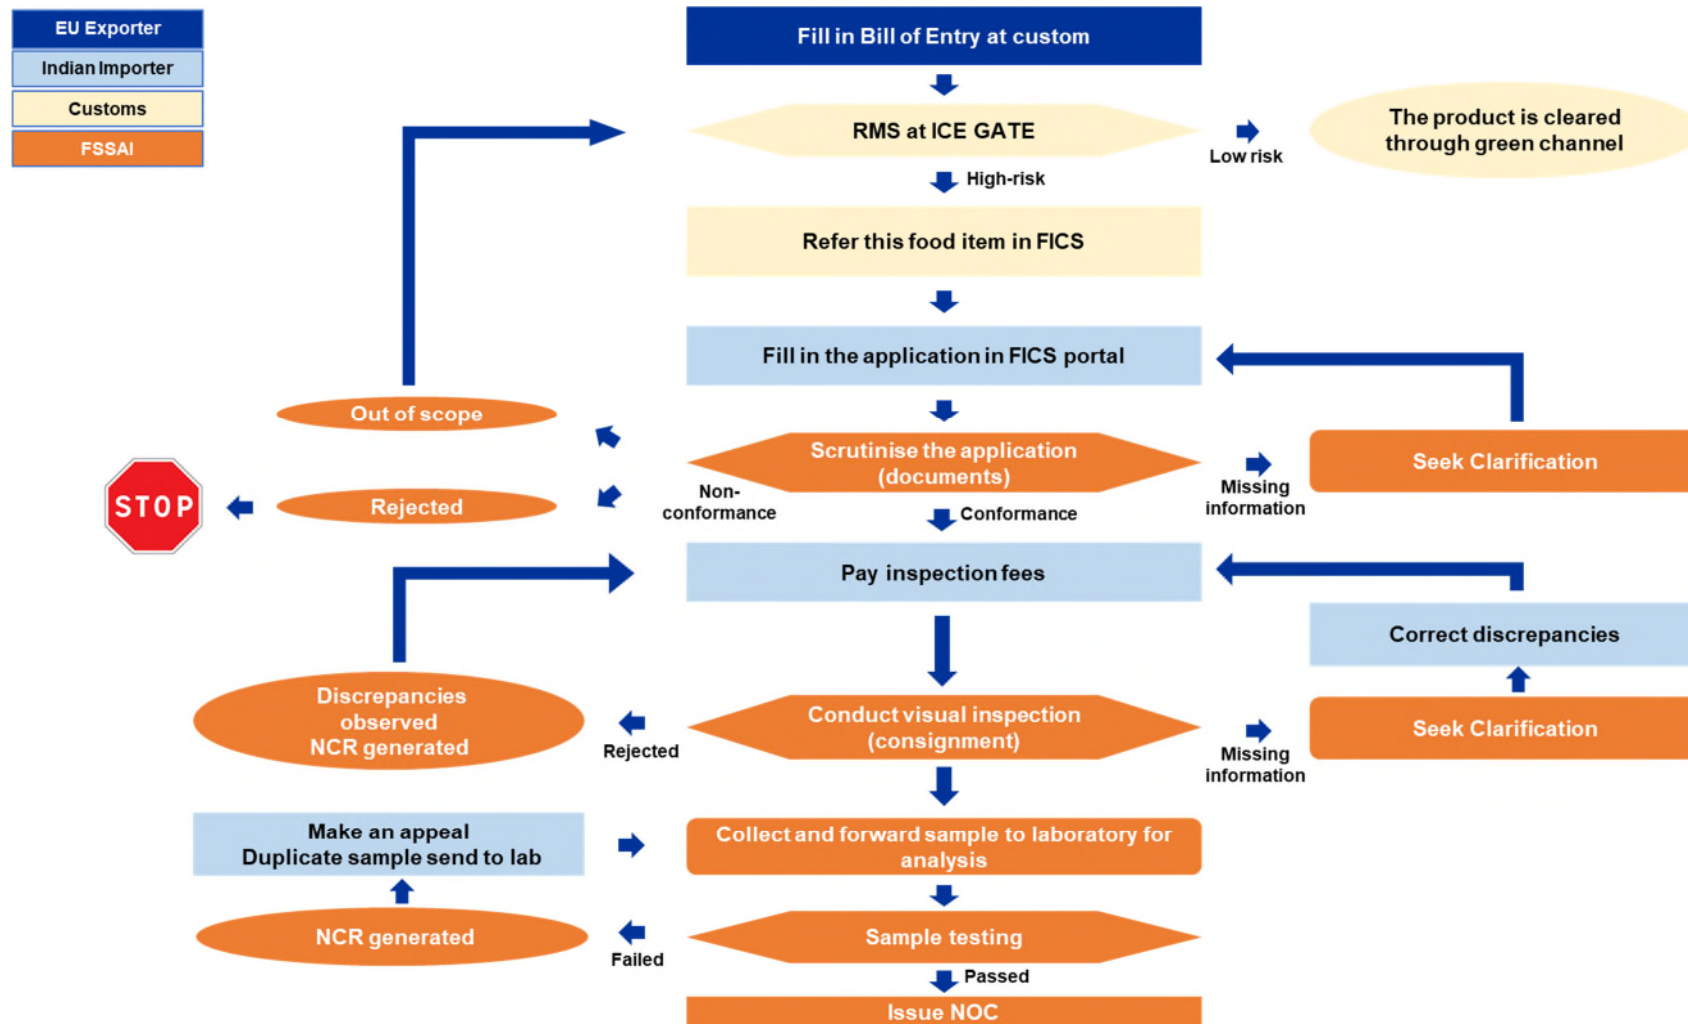 EU Exporter
Indian Importer
Customs
FSSAI
Fill in Bill of Entry at custom
RMS at ICE GATE
Low risk
The product is cleared
through green channel
High-risk
Refer this food item in FICS
Fill in the application in FICS portal
Out of scope
Scrutinise the application
(documents)
Missing
information
Seek Clarification
STOP
Rejected
Non-
conformance
Conformance
Pay inspection fees
Correct discrepancies
Discrepancies
observed
NCR generated
Rejected
Conduct visual inspection
(consignment)
Missing
information
Seek Clarification
Make an appeal
Duplicate sample send to lab
Collect and forward sample to laboratory for
analysis
NCR generated
Failed
Sample testing
Passed
Issue NOC